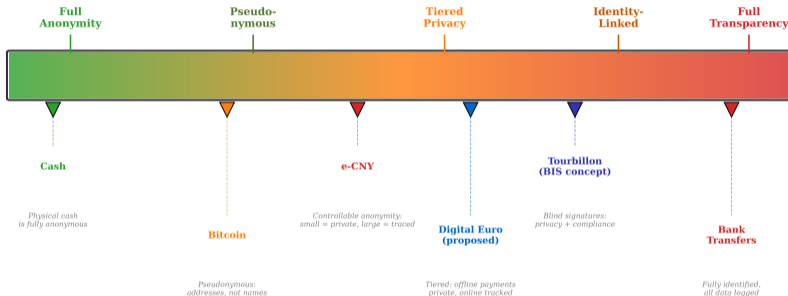 Full
Anonymity
Pseudo-
nymous
Tiered
Privacy
Identity-
Linked
Full
Transparency
Cash
e-CNY
Tourbillon
(BIS concept)
Physical cash
is fully anonymous
Controllable anonymity:
small = private, large = traced
Blind signatures:
privacy + compliance
Bitcoin
Digital Euro
(proposed)
Bank
Transfers
Pseudonymous:
addresses, not names
Tiered: offline payments
private, online tracked
Fully identified,
all data logged